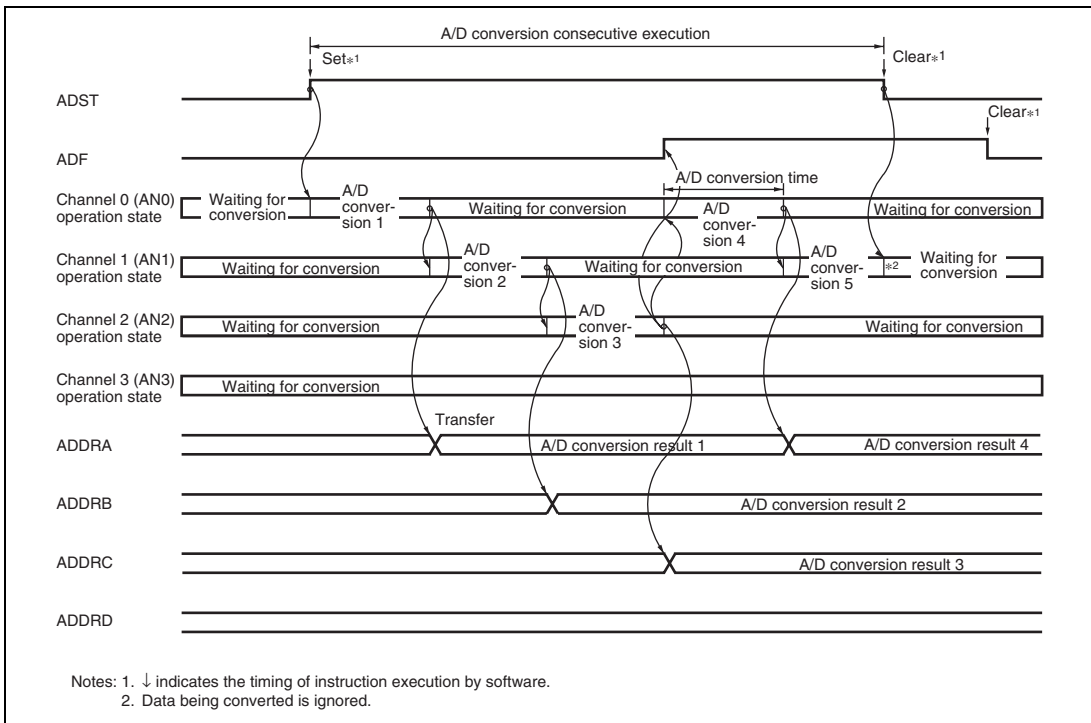 A/D conversion consecutive execution
Set*1
Clear*1
ADST
Clear*1
ADF
A/D conversion time
Channel 0 (AN0)
operation state
Waiting for
conversion
A/D
conver-
sion 1
Waiting for conversion
A/D
conver-
sion 4
Waiting for conversion
Channel 1 (AN1)
operation state
Waiting for conversion
A/D
conver-
sion 2
Waiting for conversion
A/D
conver-
sion 5
*2
Waiting for
conversion
Channel 2 (AN2)
operation state
Waiting for conversion
A/D
conver-
sion 3
Waiting for conversion
Channel 3 (AN3)
operation state
Waiting for conversion
Transfer
ADDRA
A/D conversion result 1
A/D conversion result 4
ADDRB
A/D conversion result 2
ADDRC
A/D conversion result 3
ADDRD
Notes: 1. ↓ indicates the timing of instruction execution by software.
2. Data being converted is ignored.